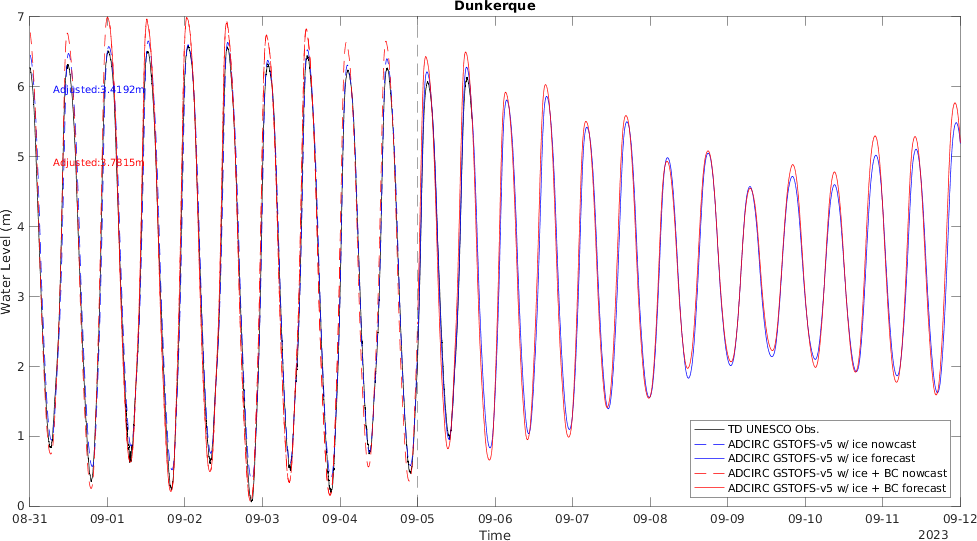 Dunkerque
7
6
5
4
3
2
1
0
Water Level (m)
Adjusted:3.4192m
Adjusted:3.7815m
TD UNESCO Obs.
ADCIRC GSTOFS-v5 w/ ice nowcast
ADCIRC GSTOFS-v5 w/ ice forecast
ADCIRC GSTOFS-v5 w/ ice + BC nowcast
ADCIRC GSTOFS-v5 w/ ice + BC forecast
08-31 09-01 09-02 09-03 09-04 09-05 09-06 09-07 09-08 09-09 09-10 09-11 09-12
Time
2023